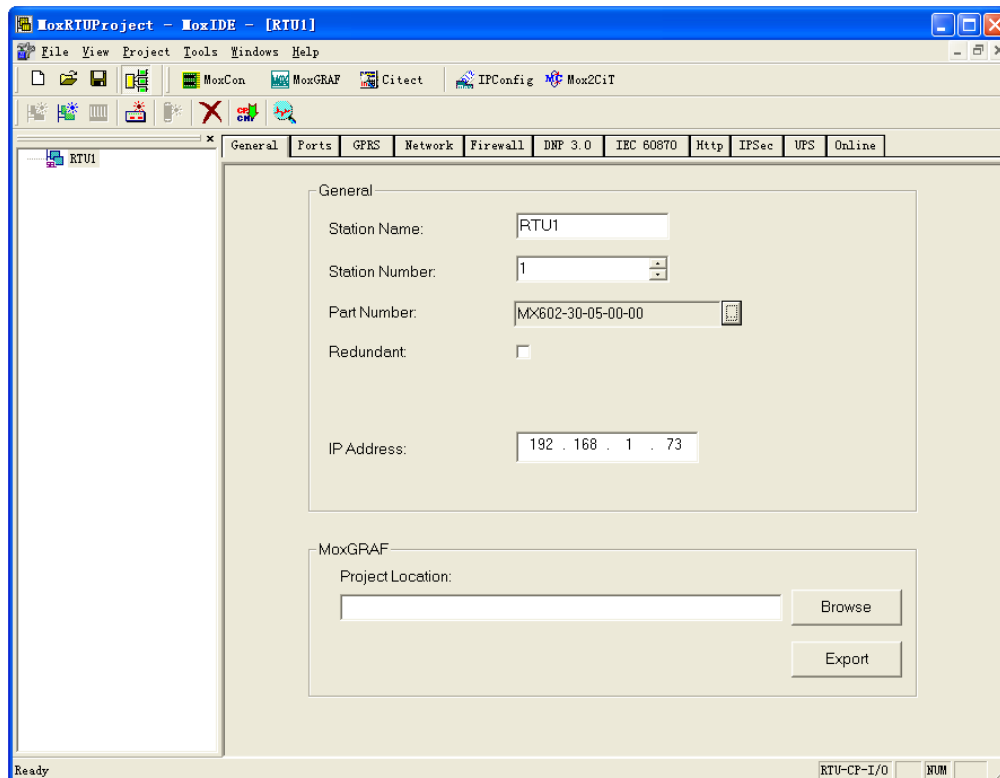 MoxRTUProject - MoxIDE - [RTU1]
File View Project Tools Windows Help
MoxCon MoxGRAF Citect IPConfig Mox2CiT
RTU1
General Ports GPRS Network Firewall DNP 3.0 IEC 60870 Http IPSec UPS Online
General
Station Name: RTU1
Station Number: 1
Part Number: MX602-30-05-00-00 ...
Redundant:
IP Address: 192 . 168 . 1 . 73
MoxGRAF
Project Location:
Browse
Export
Ready RTU-CP-I/O NUM